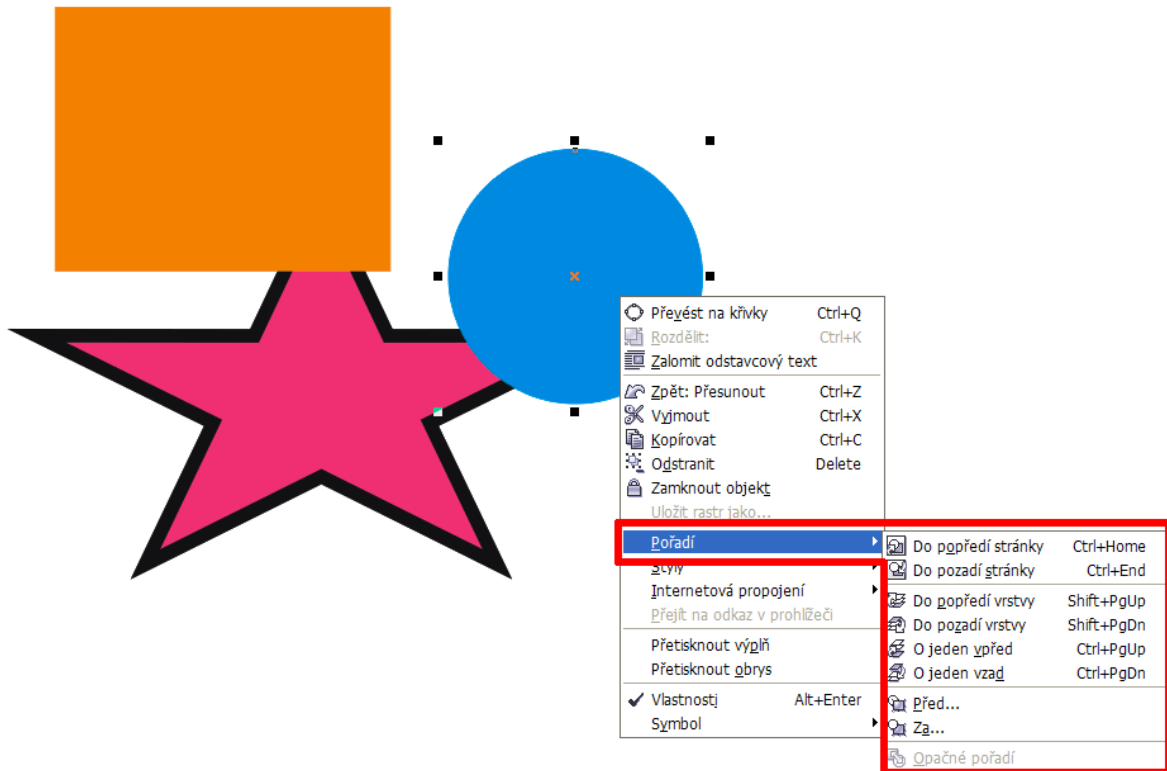 Převést na křivky Ctrl+Q
Rozdělit: Ctrl+K
Zalomit odstavcový text
Zpět: Přesunout Ctrl+Z
Vyjmout Ctrl+X
Kopírovat Ctrl+C
Odstranit Delete
Zamknout objekt
Uložit rastr jako...
Pořadí
Styly
Internetová propojení
Přejít na odkaz v prohlížeči
Přetisknout výplň
Přetisknout obrys
Vlastnosti Alt+Enter
Symbol
Do popředí stránky Ctrl+Home
Do pozadí stránky Ctrl+End
Do popředí vrstvy Shift+PgUp
Do pozadí vrstvy Shift+PgDn
O jeden vpřed Ctrl+PgUp
O jeden vzad Ctrl+PgDn
Před...
Za...
Opačné pořadí